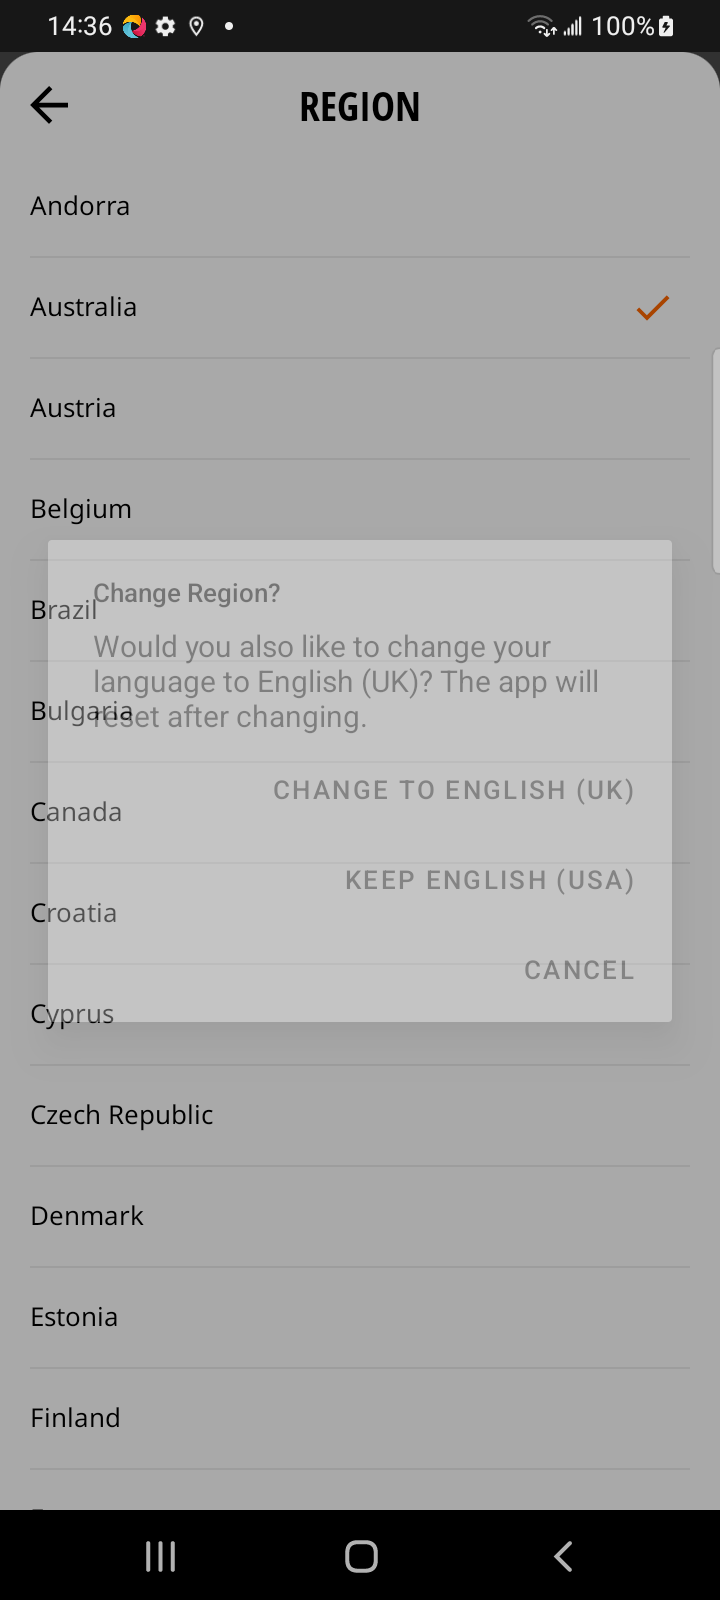 14:36
100%
REGION
Andorra
Australia
Austria
Belgium
Brazil
Bulgaria
Canada
Croatia
Cyprus
Czech Republic
Denmark
Estonia
Finland
Change Region?
Would you also like to change your
language to English (UK)? The app will
reset after changing.
CHANGE TO ENGLISH (UK)
KEEP ENGLISH (USA)
CANCEL